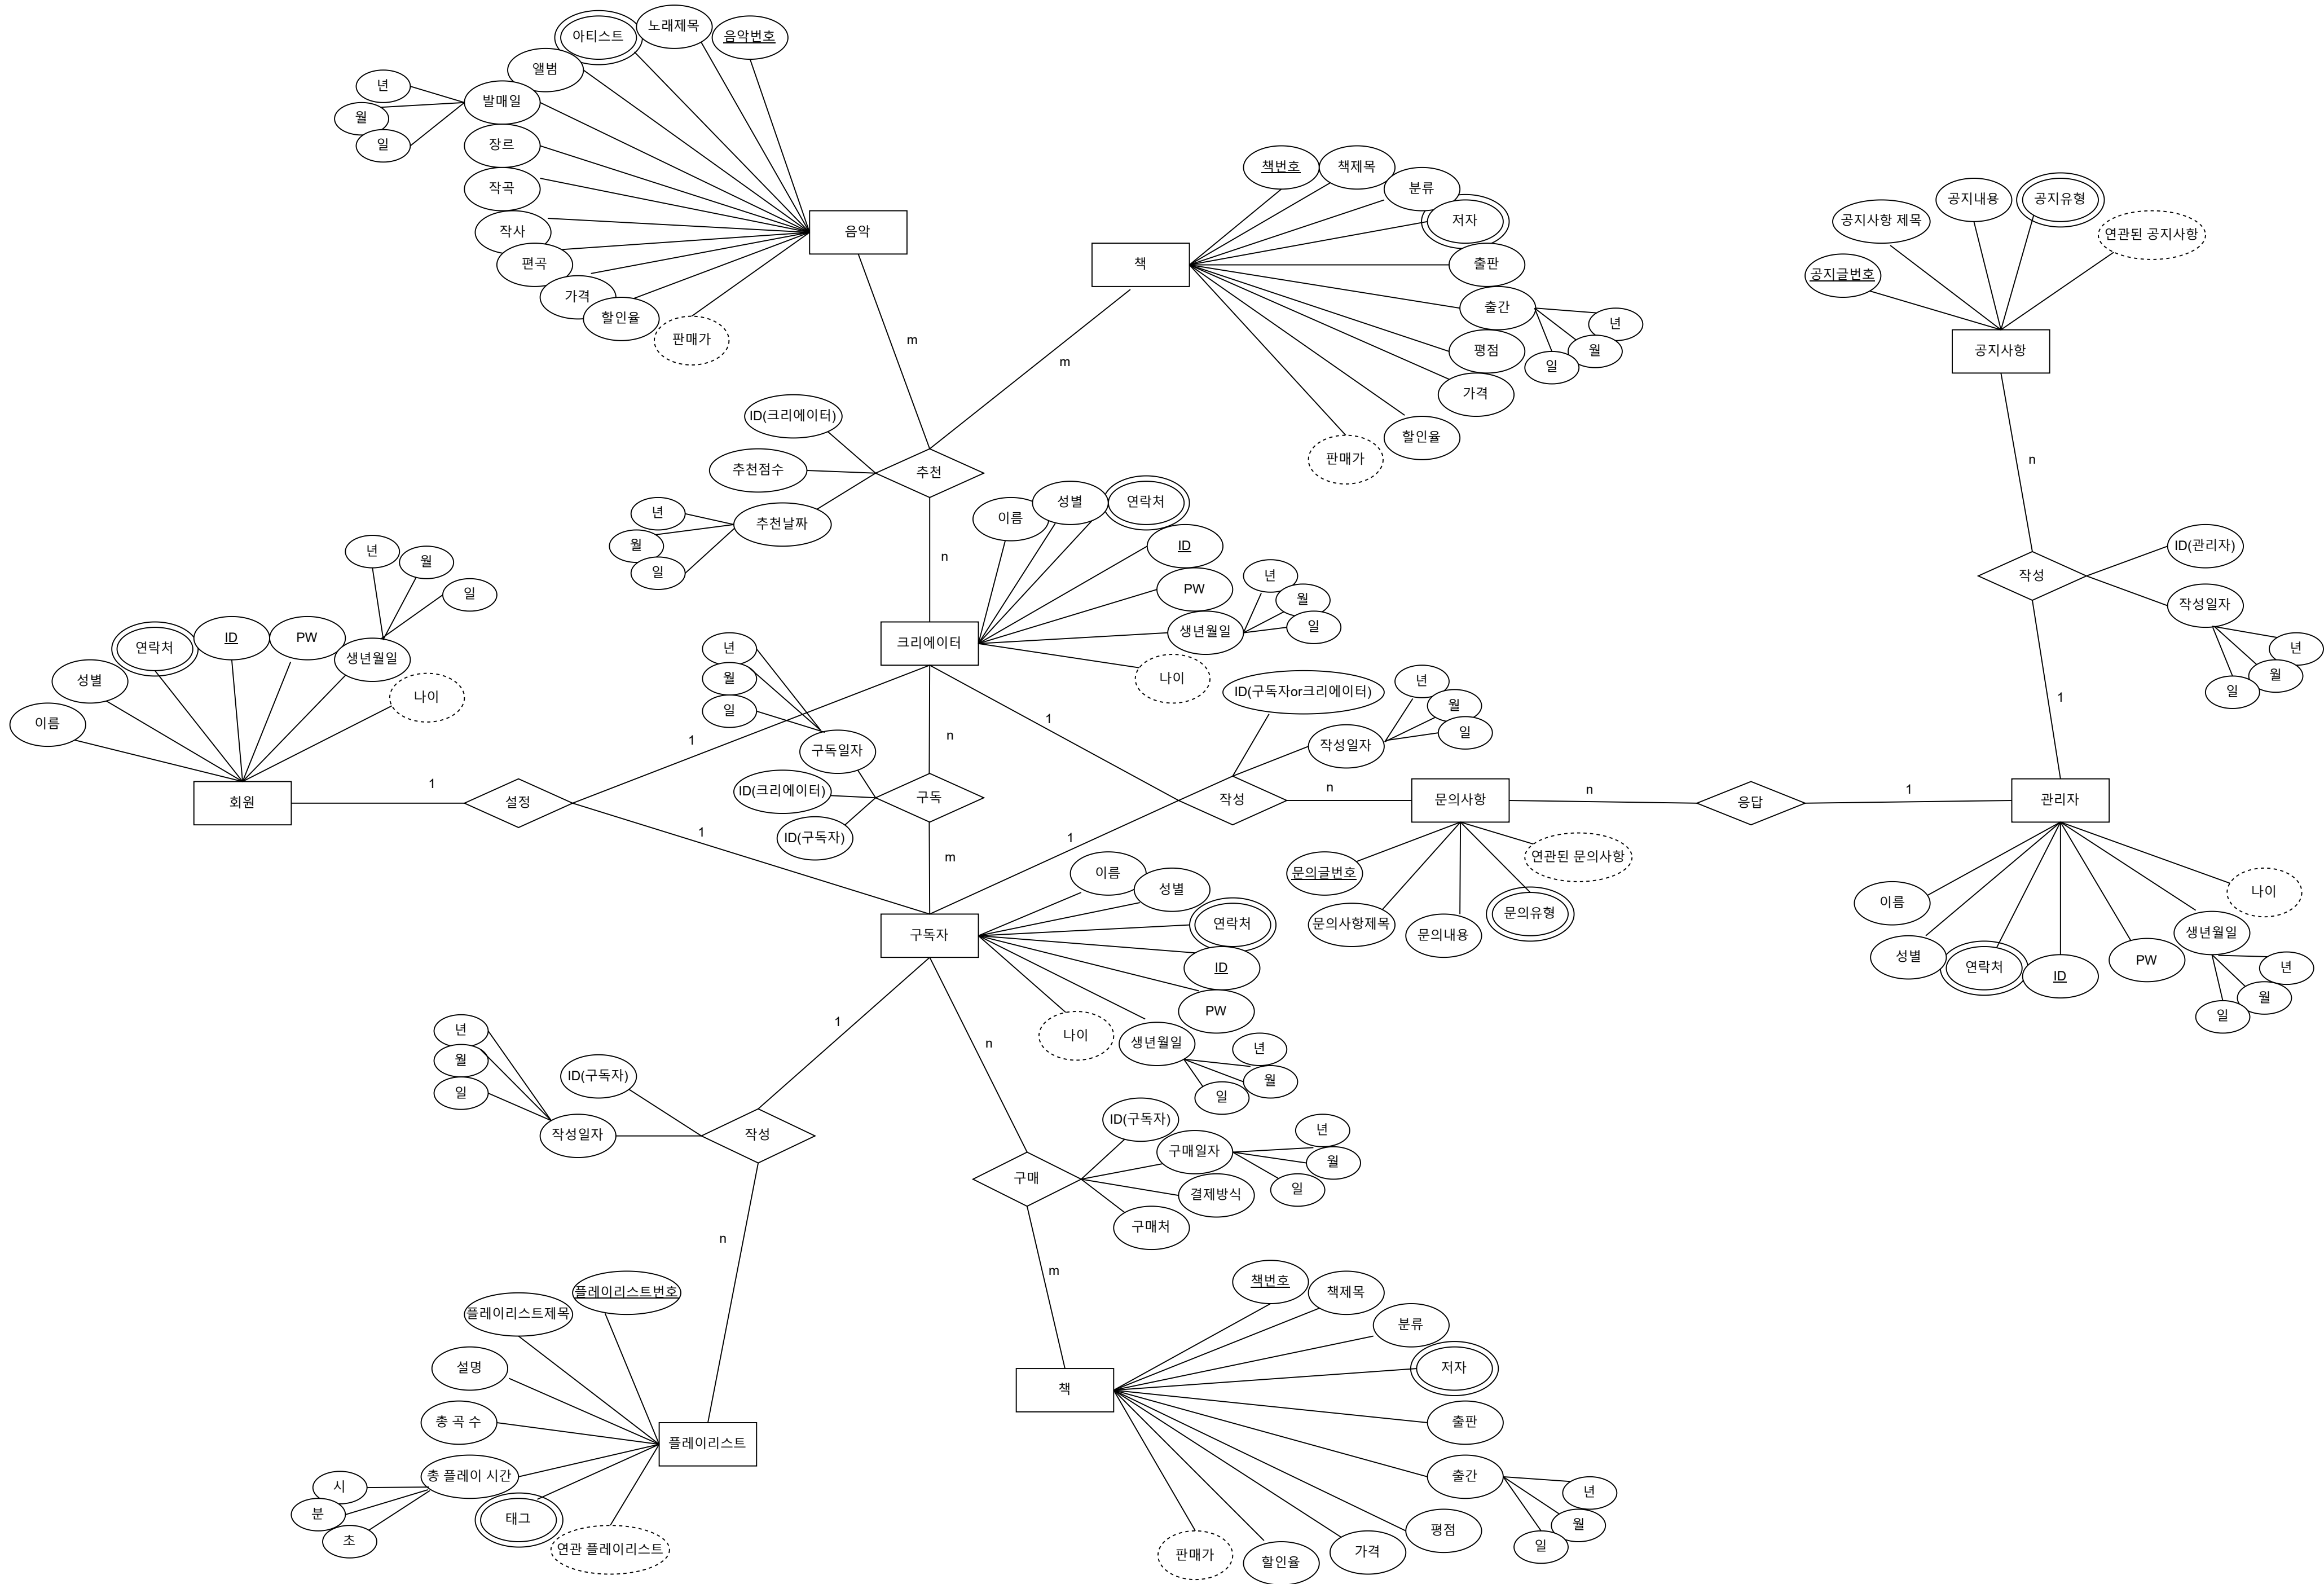 아티스트
노래제목
음악번호
앨범
발매일
년
월
일
장르
작곡
작사
편곡
가격
할인율
판매가
음악
m
책번호
책제목
분류
저자
출판
출간
년
월
일
평점
가격
할인율
판매가
책
m
공지글번호
공지사항 제목
공지내용
공지유형
연관된 공지사항
공지사항
n
작성
ID(관리자)
작성일자
년
월
일
1
ID(크리에이터)
추천점수
추천날짜
년
월
일
추천
n
이름
성별
연락처
ID
PW
생년월일
년
월
일
나이
크리에이터
이름
성별
연락처
ID
PW
생년월일
년
월
일
나이
회원
1
설정
1
1
년
월
일
구독일자
ID(크리에이터)
ID(구독자)
구독
n
m
1
ID(구독자or크리에이터)
작성일자
년
월
일
작성
1
n
문의사항
문의글번호
문의사항제목
문의내용
문의유형
연관된 문의사항
n
응답
1
관리자
이름
성별
연락처
ID
PW
생년월일
년
월
일
나이
구독자
이름
성별
연락처
ID
PW
생년월일
년
월
일
나이
1
n
년
월
일
작성일자
ID(구독자)
작성
n
구매
ID(구독자)
구매일자
년
월
일
결제방식
구매처
m
플레이리스트번호
플레이리스트제목
설명
총 곡 수
총 플레이 시간
시
분
초
태그
연관 플레이리스트
플레이리스트
책
책번호
책제목
분류
저자
출판
출간
년
월
일
평점
가격
할인율
판매가